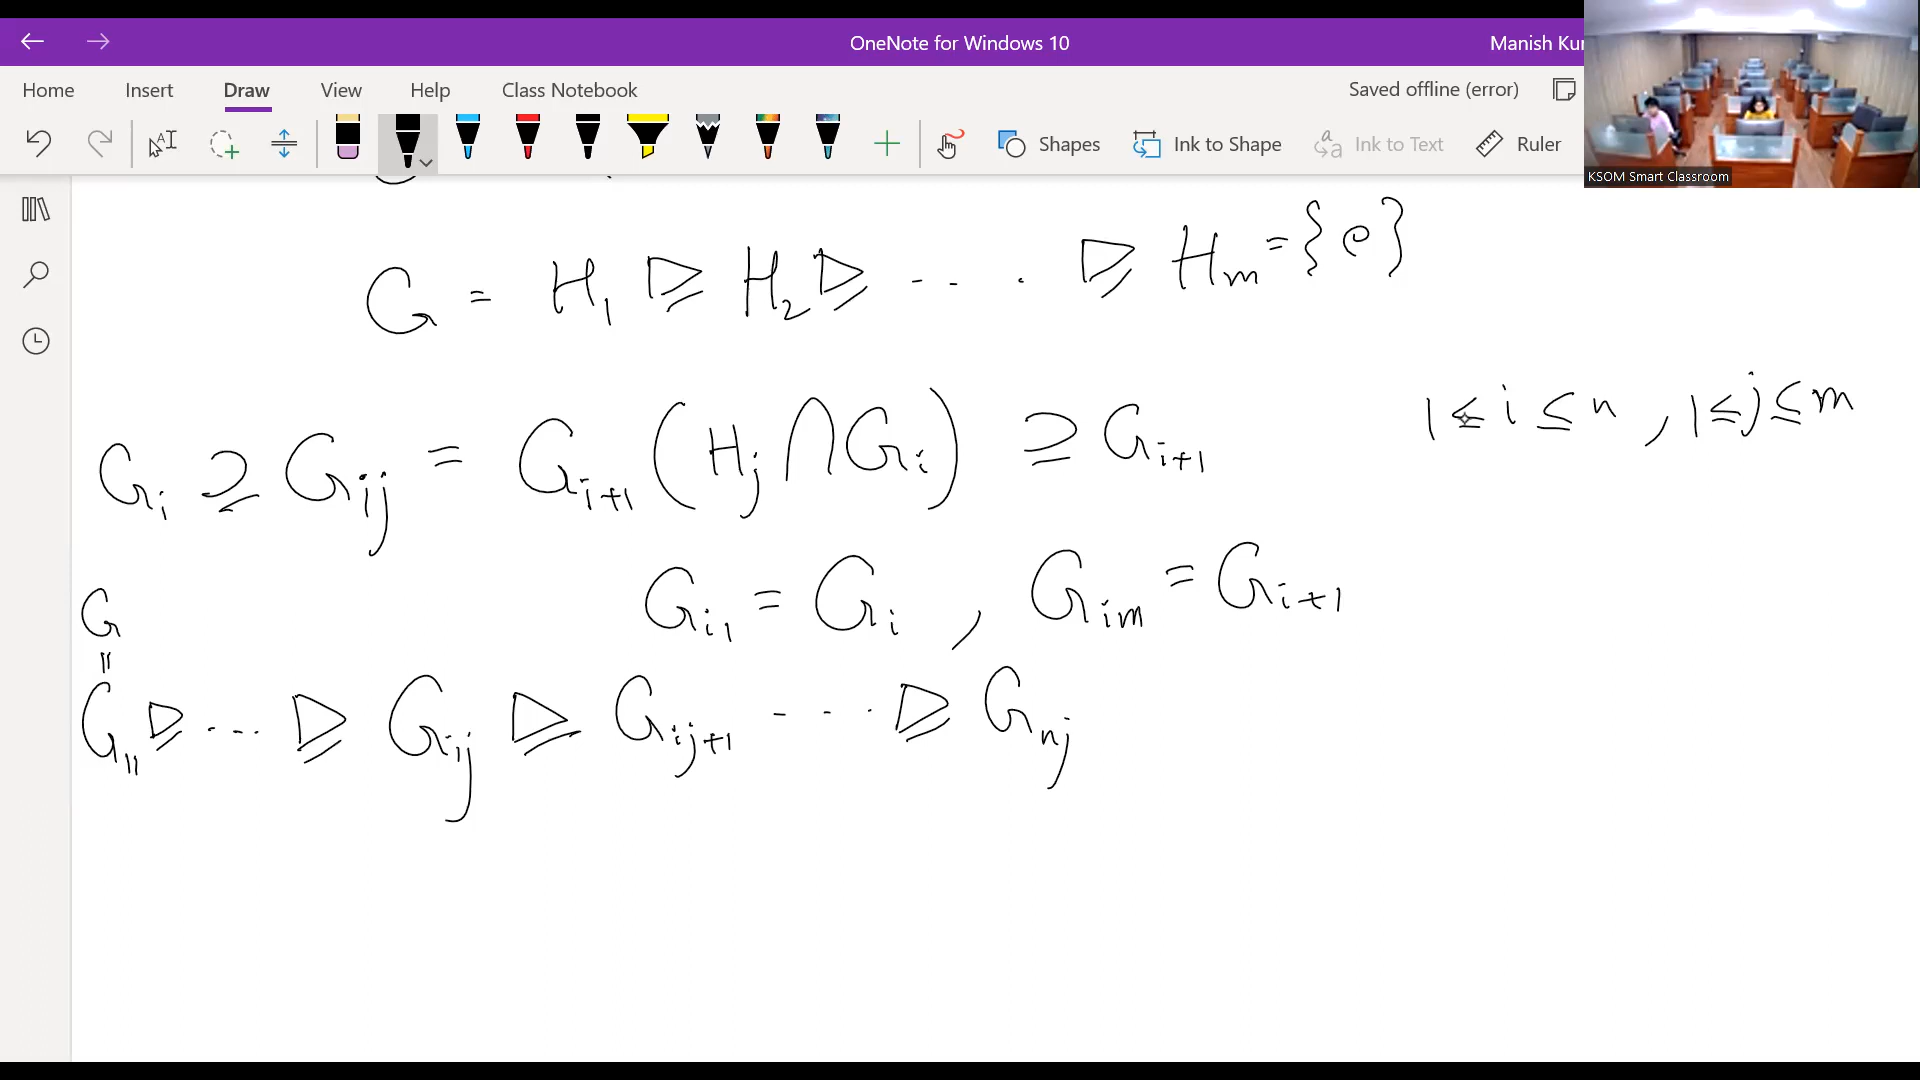 OneNote for Windows 10
Manish Kur
Home Insert Draw View Help Class Notebook
Saved offline (error)
Shapes Ink to Shape Ink to Text Ruler
KSOM Smart Classroom
G = H₁ ⊵ H₂ ⊵ - - . ⊵ Hₘ = {e}
Gᵢ ⊇ Gᵢⱼ = Gᵢ₊₁ (Hⱼ ∩ Gᵢ) ⊇ Gᵢ₊₁
1 ≤ i ≤ n , 1 ≤ j ≤ m
Gᵢ₁ = Gᵢ , Gᵢₘ = Gᵢ₊₁
G
॥
G₁₁ ⊵ ... ⊵ Gᵢⱼ ⊵ Gᵢⱼ₊₁ - ... ⊵ Gₙⱼ